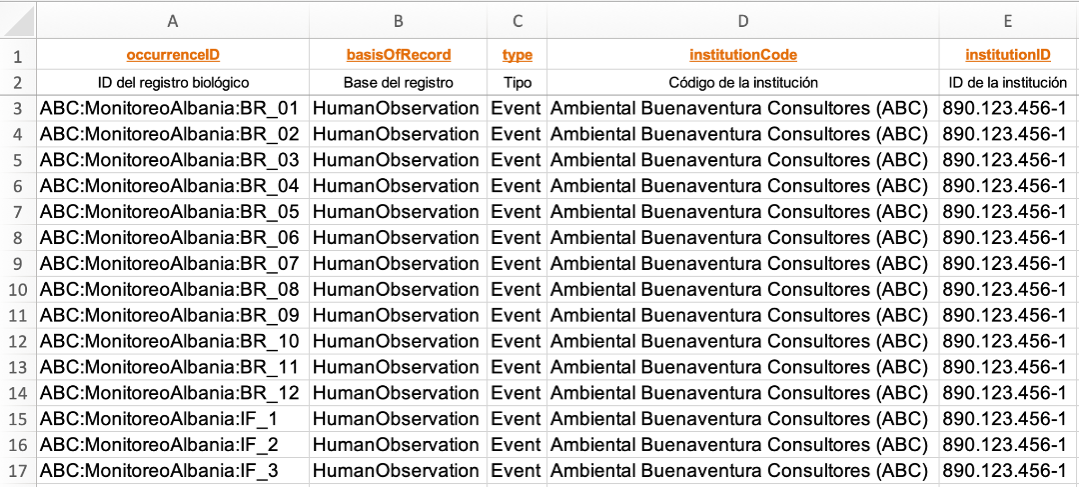 A B C D E
1 occurrenceID basisOfRecord type institutionCode institutionID
2 ID del registro biológico Base del registro Tipo Código de la institución ID de la institución
3 ABC:MonitoreoAlbania:BR_01 HumanObservation Event Ambiental Buenaventura Consultores (ABC) 890.123.456-1
4 ABC:MonitoreoAlbania:BR_02 HumanObservation Event Ambiental Buenaventura Consultores (ABC) 890.123.456-1
5 ABC:MonitoreoAlbania:BR_03 HumanObservation Event Ambiental Buenaventura Consultores (ABC) 890.123.456-1
6 ABC:MonitoreoAlbania:BR_04 HumanObservation Event Ambiental Buenaventura Consultores (ABC) 890.123.456-1
7 ABC:MonitoreoAlbania:BR_05 HumanObservation Event Ambiental Buenaventura Consultores (ABC) 890.123.456-1
8 ABC:MonitoreoAlbania:BR_06 HumanObservation Event Ambiental Buenaventura Consultores (ABC) 890.123.456-1
9 ABC:MonitoreoAlbania:BR_07 HumanObservation Event Ambiental Buenaventura Consultores (ABC) 890.123.456-1
10 ABC:MonitoreoAlbania:BR_08 HumanObservation Event Ambiental Buenaventura Consultores (ABC) 890.123.456-1
11 ABC:MonitoreoAlbania:BR_09 HumanObservation Event Ambiental Buenaventura Consultores (ABC) 890.123.456-1
12 ABC:MonitoreoAlbania:BR_10 HumanObservation Event Ambiental Buenaventura Consultores (ABC) 890.123.456-1
13 ABC:MonitoreoAlbania:BR_11 HumanObservation Event Ambiental Buenaventura Consultores (ABC) 890.123.456-1
14 ABC:MonitoreoAlbania:BR_12 HumanObservation Event Ambiental Buenaventura Consultores (ABC) 890.123.456-1
15 ABC:MonitoreoAlbania:IF_1 HumanObservation Event Ambiental Buenaventura Consultores (ABC) 890.123.456-1
16 ABC:MonitoreoAlbania:IF_2 HumanObservation Event Ambiental Buenaventura Consultores (ABC) 890.123.456-1
17 ABC:MonitoreoAlbania:IF_3 HumanObservation Event Ambiental Buenaventura Consultores (ABC) 890.123.456-1